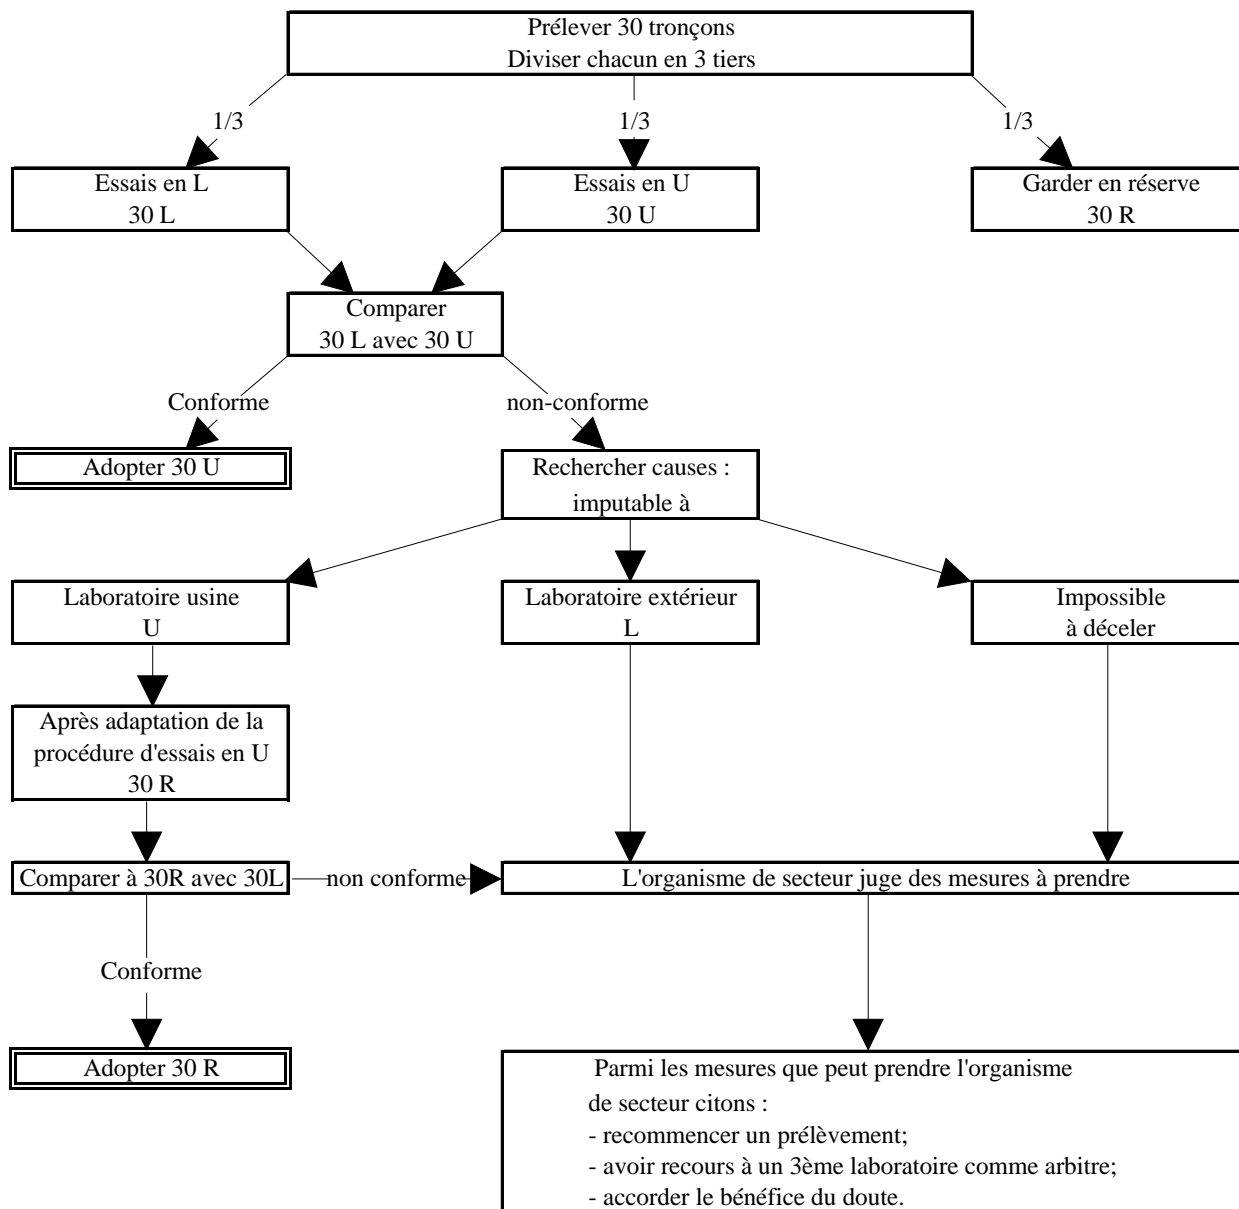 Prélever 30 tronçons
Diviser chacun en 3 tiers
1/3
1/3
1/3
Essais en L
30 L
Essais en U
30 U
Garder en réserve
30 R
Comparer
30 L avec 30 U
Conforme
non-conforme
Adopter 30 U
Rechercher causes :
imputable à
Laboratoire usine
U
Laboratoire extérieur
L
Impossible
à déceler
Après adaptation de la
procédure d'essais en U
30 R
Comparer à 30R avec 30L
non conforme
L'organisme de secteur juge des mesures à prendre
Conforme
Adopter 30 R
Parmi les mesures que peut prendre l'organisme
de secteur citons :
- recommencer un prélèvement;
- avoir recours à un 3ème laboratoire comme arbitre;
- accorder le bénéfice du doute.